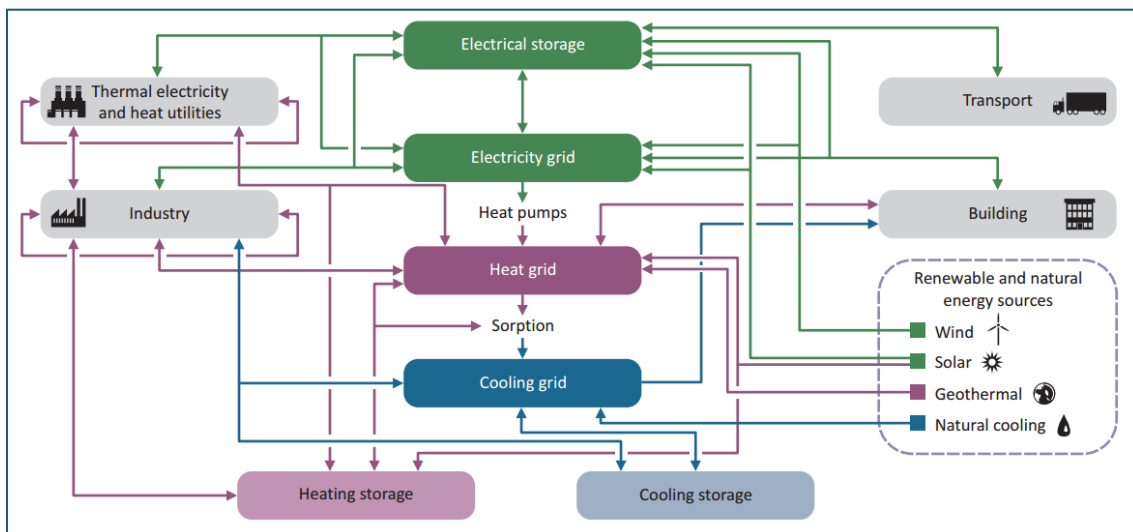 Electrical storage
Thermal electricity
and heat utilities
Transport
Electricity grid
Industry
Heat pumps
Building
Heat grid
Renewable and natural
energy sources
Sorption
Wind
Solar
Cooling grid
Geothermal
Natural cooling
Heating storage
Cooling storage